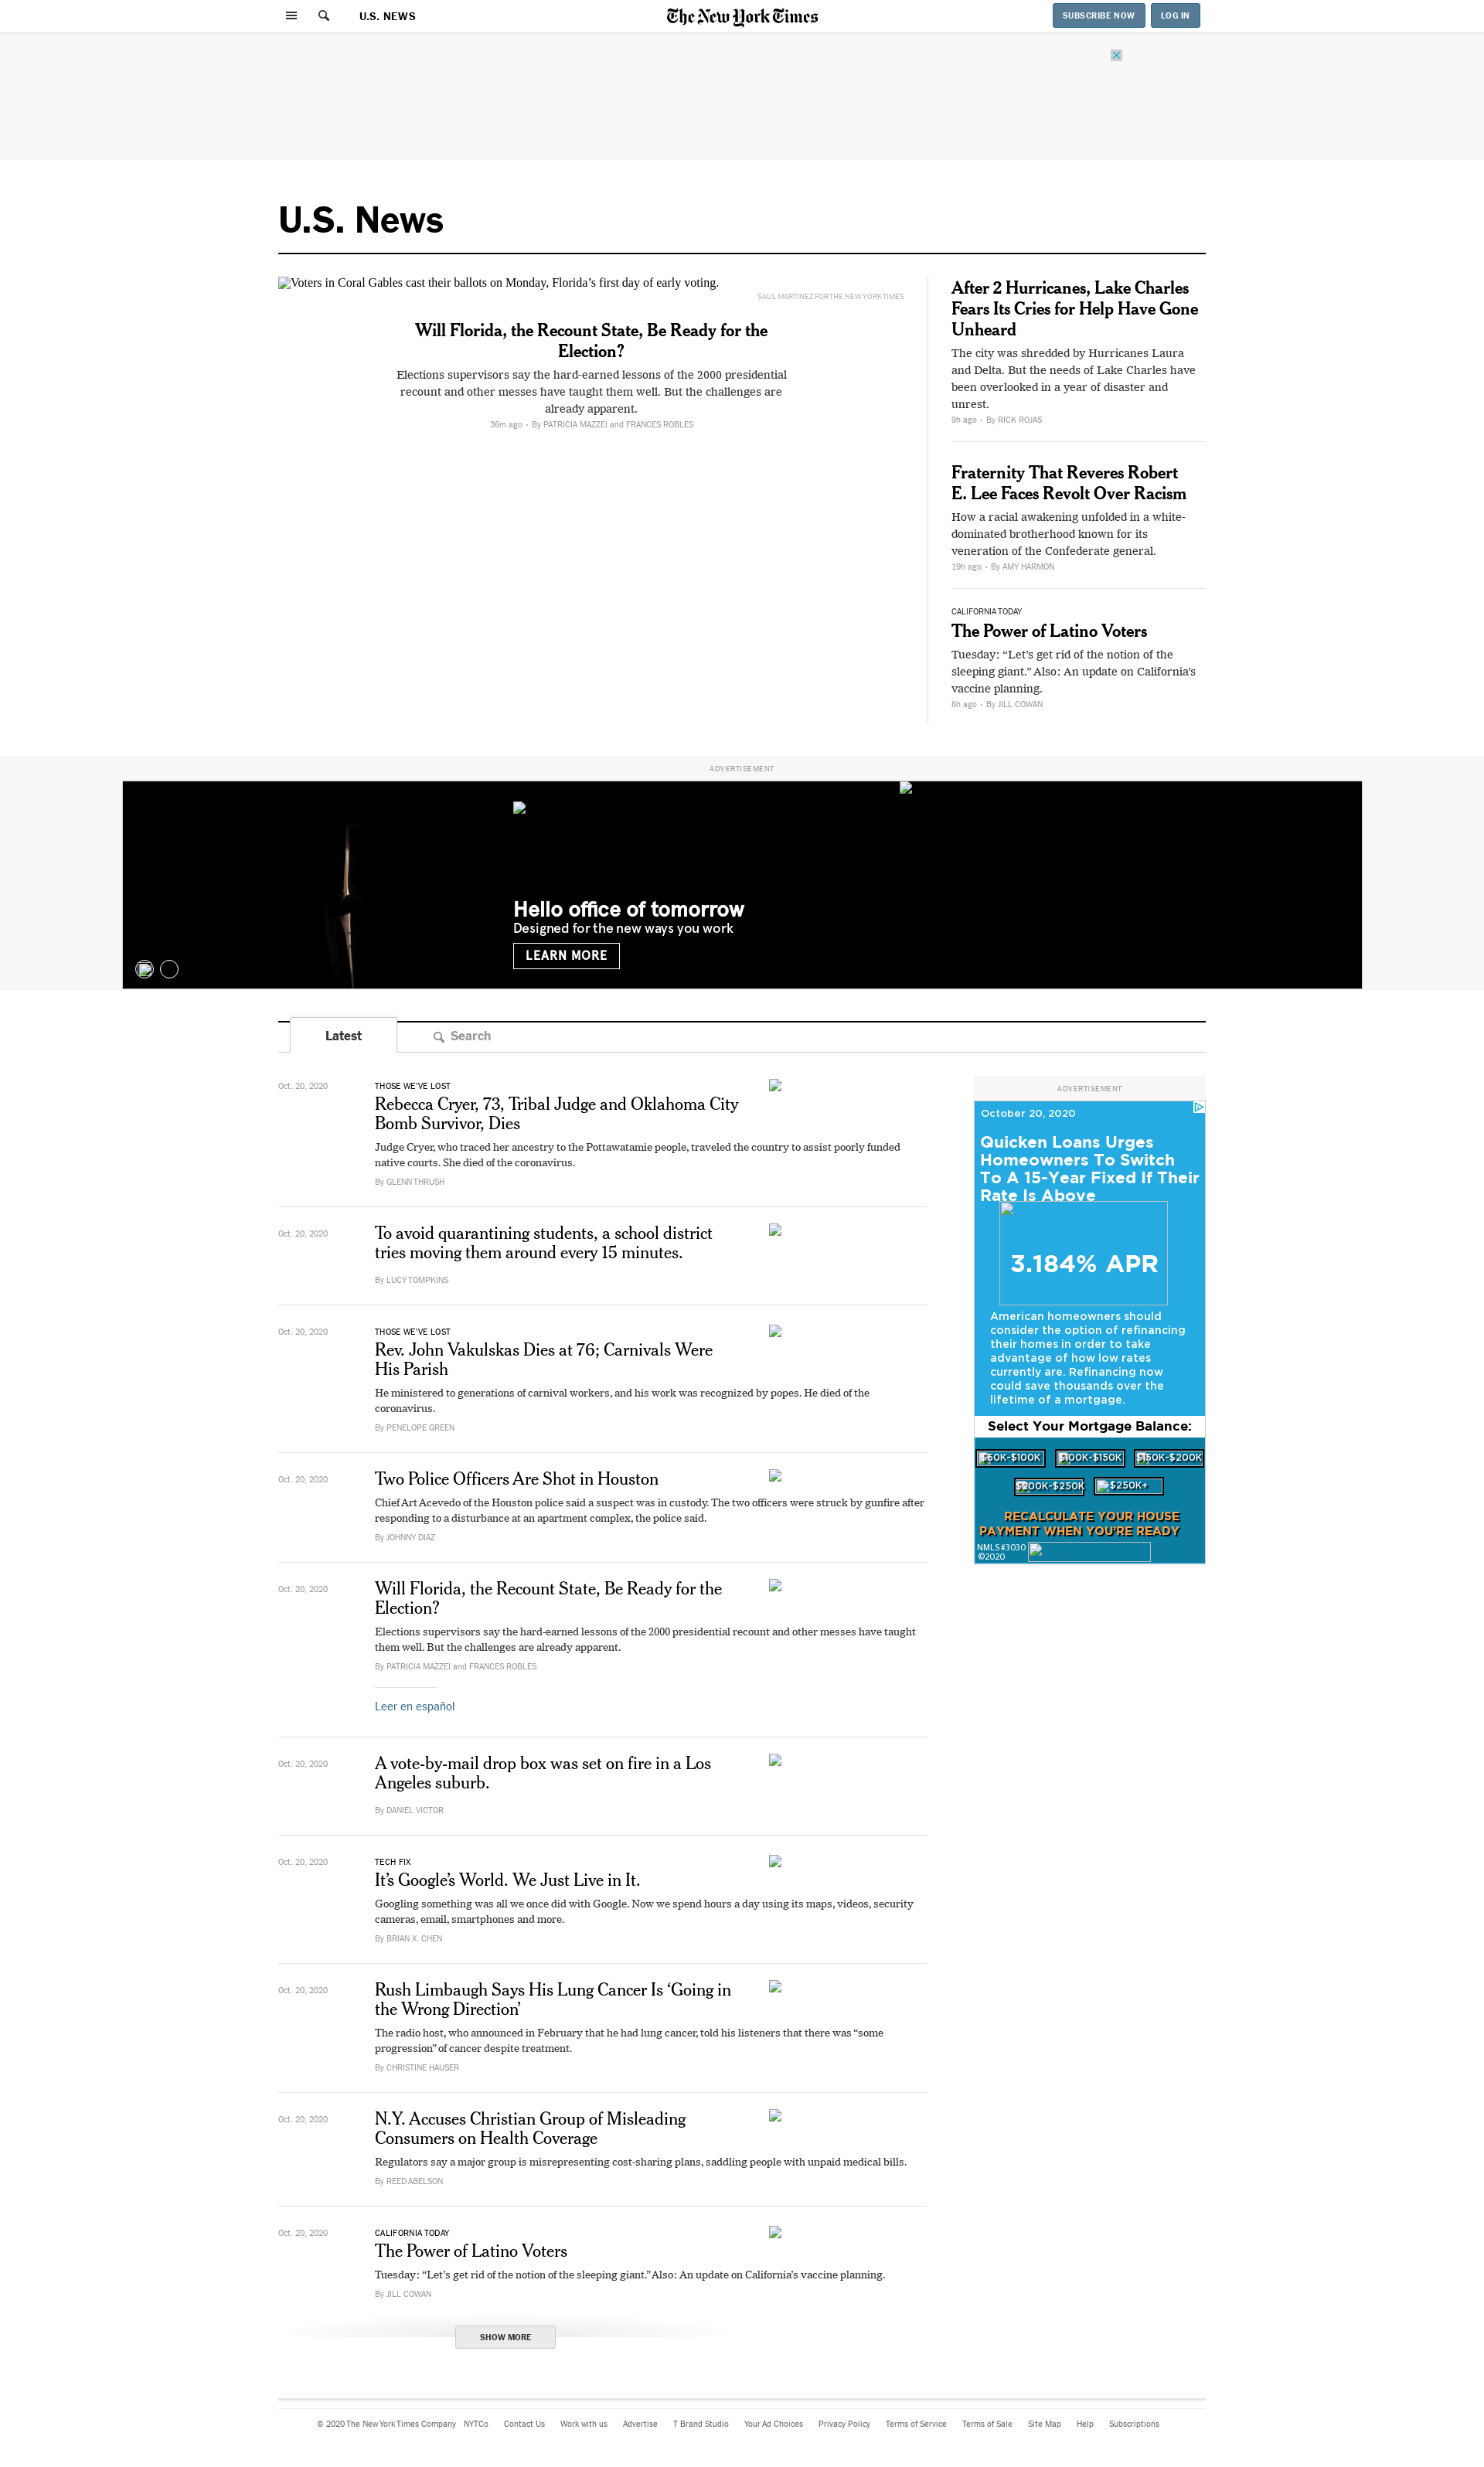 U.S. NEWS
The New York Times
SUBSCRIBE NOW
LOG IN
U.S. News
Voters in Coral Gables cast their ballots on Monday, Florida’s first day of early voting.
SAUL MARTINEZ FOR THE NEW YORK TIMES
Will Florida, the Recount State, Be Ready for the
Election?
Elections supervisors say the hard-earned lessons of the 2000 presidential
recount and other messes have taught them well. But the challenges are
already apparent.
36m ago • By PATRICIA MAZZEI and FRANCES ROBLES
After 2 Hurricanes, Lake Charles
Fears Its Cries for Help Have Gone
Unheard
The city was shredded by Hurricanes Laura
and Delta. But the needs of Lake Charles have
been overlooked in a year of disaster and
unrest.
9h ago • By RICK ROJAS
Fraternity That Reveres Robert
E. Lee Faces Revolt Over Racism
How a racial awakening unfolded in a white-
dominated brotherhood known for its
veneration of the Confederate general.
19h ago • By AMY HARMON
CALIFORNIA TODAY
The Power of Latino Voters
Tuesday: “Let’s get rid of the notion of the
sleeping giant.” Also: An update on California’s
vaccine planning.
6h ago • By JILL COWAN
ADVERTISEMENT
Hello office of tomorrow
Designed for the new ways you work
LEARN MORE
Latest
Search
Oct. 20, 2020
THOSE WE’VE LOST
Rebecca Cryer, 73, Tribal Judge and Oklahoma City
Bomb Survivor, Dies
Judge Cryer, who traced her ancestry to the Pottawatamie people, traveled the country to assist poorly funded
native courts. She died of the coronavirus.
By GLENN THRUSH
Oct. 20, 2020
To avoid quarantining students, a school district
tries moving them around every 15 minutes.
By LUCY TOMPKINS
Oct. 20, 2020
THOSE WE’VE LOST
Rev. John Vakulskas Dies at 76; Carnivals Were
His Parish
He ministered to generations of carnival workers, and his work was recognized by popes. He died of the
coronavirus.
By PENELOPE GREEN
Oct. 20, 2020
Two Police Officers Are Shot in Houston
Chief Art Acevedo of the Houston police said a suspect was in custody. The two officers were struck by gunfire after
responding to a disturbance at an apartment complex, the police said.
By JOHNNY DIAZ
Oct. 20, 2020
Will Florida, the Recount State, Be Ready for the
Election?
Elections supervisors say the hard-earned lessons of the 2000 presidential recount and other messes have taught
them well. But the challenges are already apparent.
By PATRICIA MAZZEI and FRANCES ROBLES
Leer en español
Oct. 20, 2020
A vote-by-mail drop box was set on fire in a Los
Angeles suburb.
By DANIEL VICTOR
Oct. 20, 2020
TECH FIX
It’s Google’s World. We Just Live in It.
Googling something was all we once did with Google. Now we spend hours a day using its maps, videos, security
cameras, email, smartphones and more.
By BRIAN X. CHEN
Oct. 20, 2020
Rush Limbaugh Says His Lung Cancer Is ‘Going in
the Wrong Direction’
The radio host, who announced in February that he had lung cancer, told his listeners that there was “some
progression” of cancer despite treatment.
By CHRISTINE HAUSER
Oct. 20, 2020
N.Y. Accuses Christian Group of Misleading
Consumers on Health Coverage
Regulators say a major group is misrepresenting cost-sharing plans, saddling people with unpaid medical bills.
By REED ABELSON
Oct. 20, 2020
CALIFORNIA TODAY
The Power of Latino Voters
Tuesday: “Let’s get rid of the notion of the sleeping giant.” Also: An update on California’s vaccine planning.
By JILL COWAN
SHOW MORE
ADVERTISEMENT
October 20, 2020
Quicken Loans Urges
Homeowners To Switch
To A 15-Year Fixed If Their
Rate Is Above
3.184% APR
American homeowners should
consider the option of refinancing
their homes in order to take
advantage of how low rates
currently are. Refinancing now
could save thousands over the
lifetime of a mortgage.
Select Your Mortgage Balance:
$60K-$100K $100K-$150K $150K-$200K
$200K-$250K $250K+
RECALCULATE YOUR HOUSE
PAYMENT WHEN YOU'RE READY
NMLS #3030
©2020
© 2020 The New York Times Company NYTCo Contact Us Work with us Advertise T Brand Studio Your Ad Choices Privacy Policy Terms of Service Terms of Sale Site Map Help Subscriptions